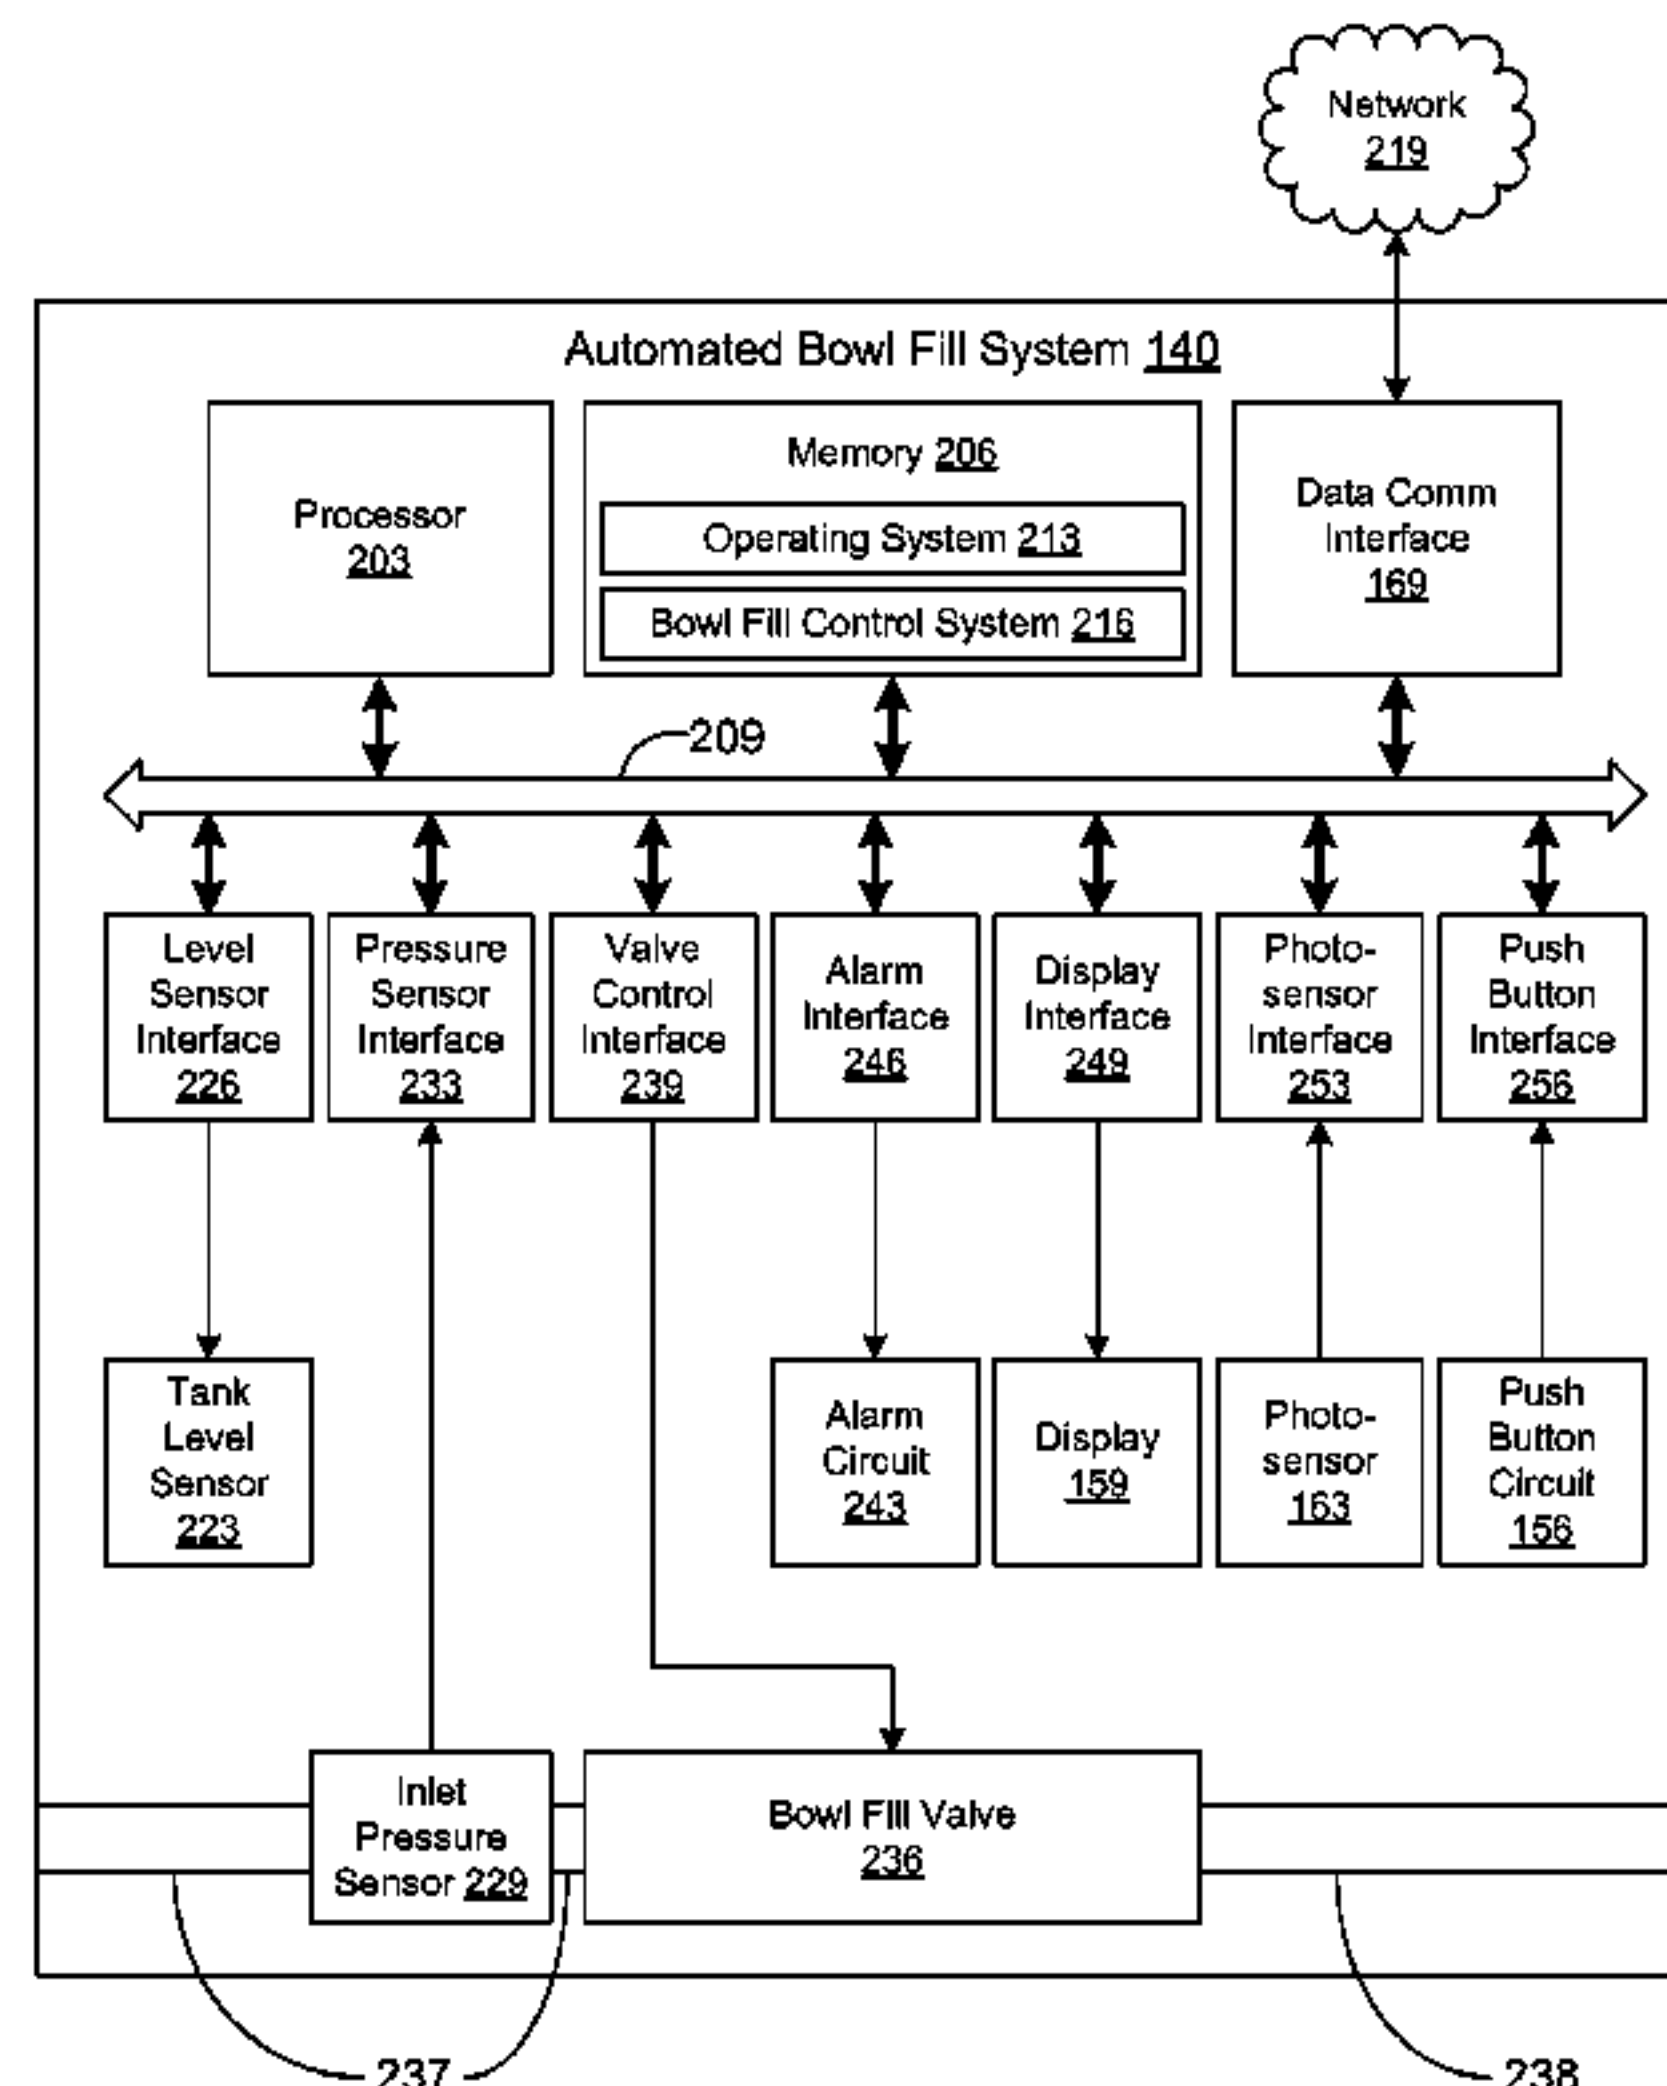 Network
219
Automated Bowl Fill System 140
Processor
203
Memory 206
Operating System 213
Bowl Fill Control System 216
Data Comm
Interface
169
209
Level
Sensor
Interface
226
Pressure
Sensor
Interface
233
Valve
Control
Interface
239
Alarm
Interface
246
Display
Interface
249
Photo-
sensor
Interface
253
Push
Button
Interface
256
Tank
Level
Sensor
223
Alarm
Circuit
243
Display
159
Photo-
sensor
163
Push
Button
Circuit
156
Inlet
Pressure
Sensor 229
Bowl Fill Valve
236
237
238